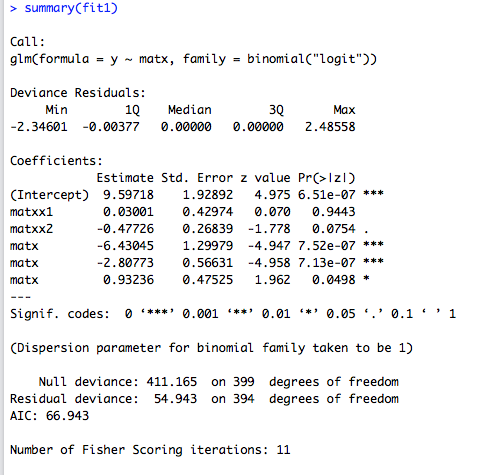 > summary(fit1)
Call:
glm(formula = y ~ matx, family = binomial("logit"))
Deviance Residuals:
Min 1Q Median 3Q Max
-2.34601 -0.00377 0.00000 0.00000 2.48558
Coefficients:
Estimate Std. Error z value Pr(>|z|)
(Intercept) 9.59718 1.92892 4.975 6.51e-07 ***
matxx1 0.03001 0.42974 0.070 0.9443
matxx2 -0.47726 0.26839 -1.778 0.0754 .
matx -6.43045 1.29979 -4.947 7.52e-07 ***
matx -2.80773 0.56631 -4.958 7.13e-07 ***
matx 0.93236 0.47525 1.962 0.0498 *
---
Signif. codes: 0 ‘***’ 0.001 ‘**’ 0.01 ‘*’ 0.05 ‘.’ 0.1 ‘ ’ 1
(Dispersion parameter for binomial family taken to be 1)
Null deviance: 411.165 on 399 degrees of freedom
Residual deviance: 54.943 on 394 degrees of freedom
AIC: 66.943
Number of Fisher Scoring iterations: 11